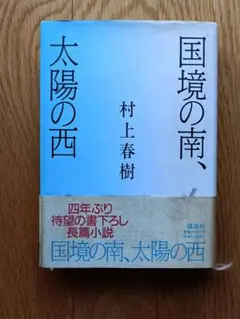 国境の南、
太陽の西
村上春樹
四年ぶり
待望の書下ろし
長篇小説
国境の南、太陽の西
講談社